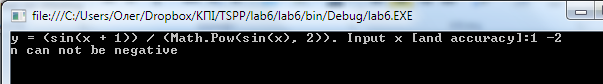 file:///C:/Users/Олег/Dropbox/КПІ/TSPP/lab6/lab6/bin/Debug/lab6.EXE
y = (sin(x + 1)) / (Math.Pow(sin(x), 2)). Input x [and accuracy]:1 -2
n can not be negative